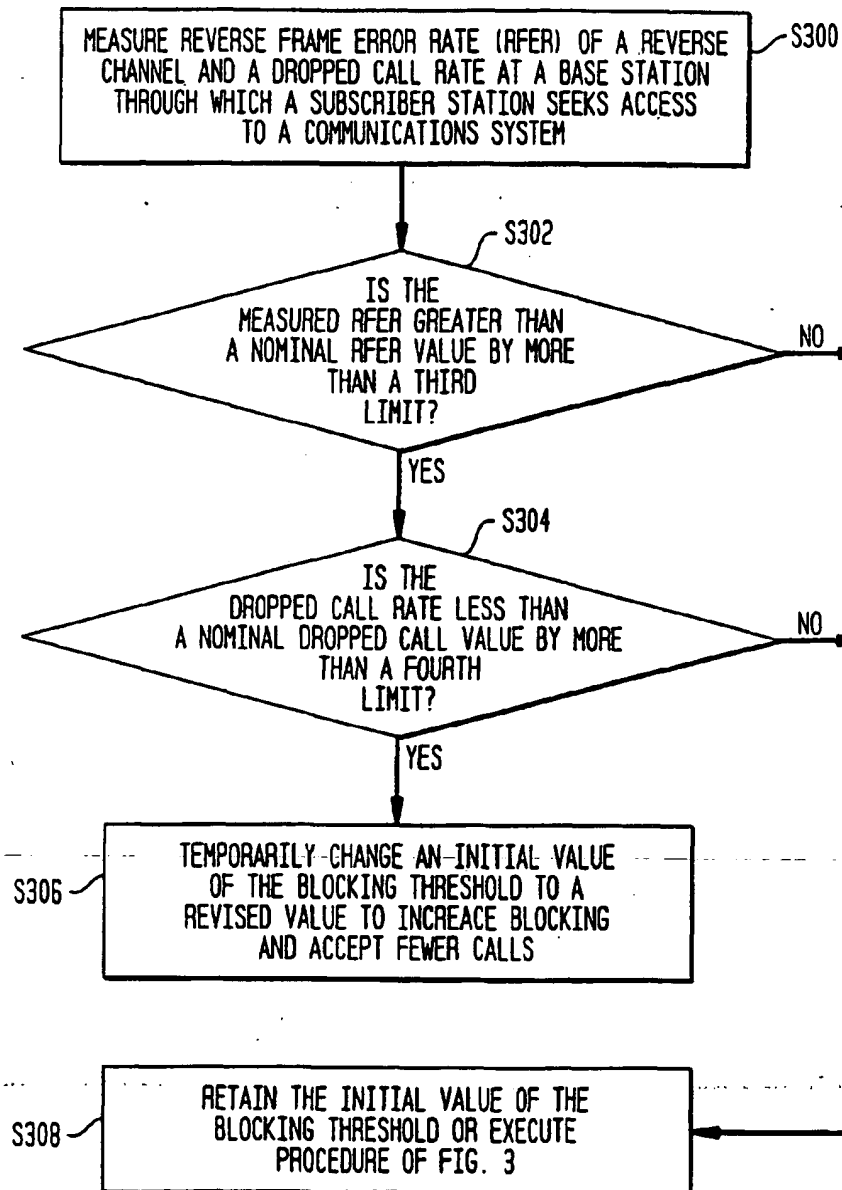 MEASURE REVERSE FRAME ERROR RATE (RFER) OF A REVERSE
CHANNEL AND A DROPPED CALL RATE AT A BASE STATION
THROUGH WHICH A SUBSCRIBER STATION SEEKS ACCESS
TO A COMMUNICATIONS SYSTEM
S300
S302
IS THE
MEASURED RFER GREATER THAN
A NOMINAL RFER VALUE BY MORE
THAN A THIRD
LIMIT?
NO
YES
S304
IS THE
DROPPED CALL RATE LESS THAN
A NOMINAL DROPPED CALL VALUE BY MORE
THAN A FOURTH
LIMIT?
NO
YES
S306
TEMPORARILY CHANGE AN INITIAL VALUE
OF THE BLOCKING THRESHOLD TO A
REVISED VALUE TO INCREACE BLOCKING
AND ACCEPT FEWER CALLS
S308
RETAIN THE INITIAL VALUE OF THE
BLOCKING THRESHOLD OR EXECUTE
PROCEDURE OF FIG. 3